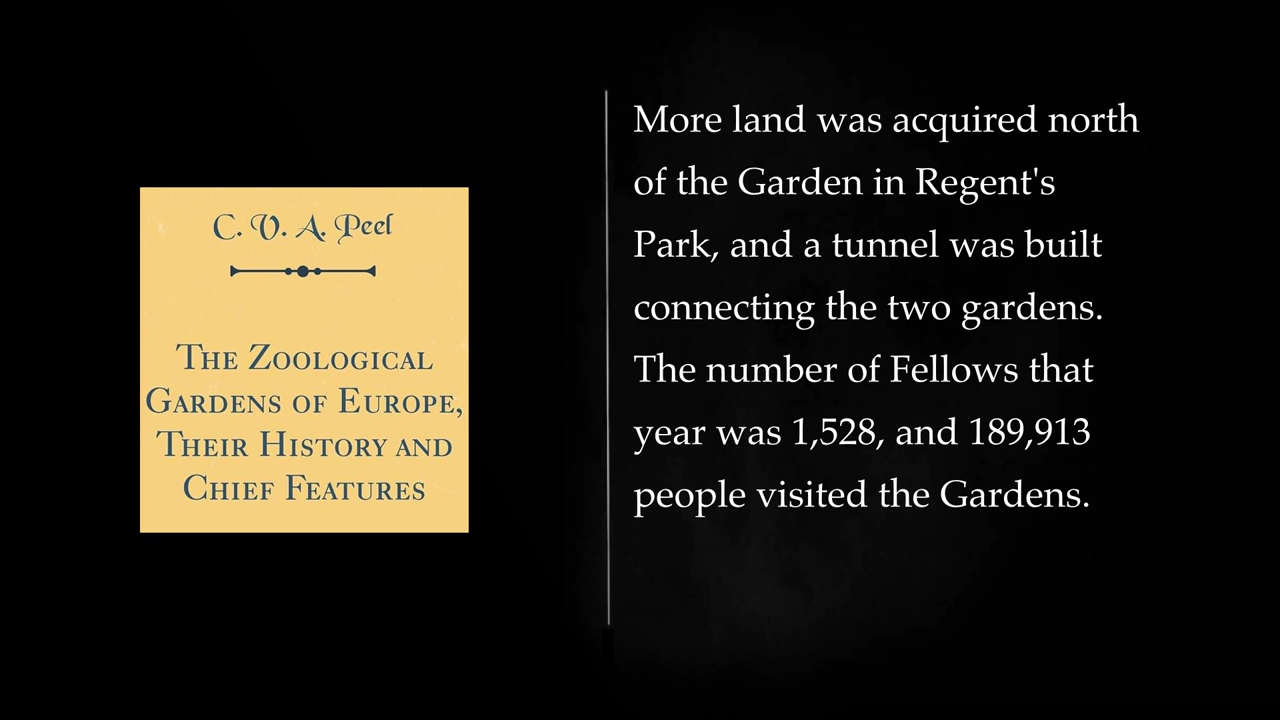 C. V. A. Peel
The Zoological
Gardens of Europe,
Their History and
Chief Features
More land was acquired north
of the Garden in Regent's
Park, and a tunnel was built
connecting the two gardens.
The number of Fellows that
year was 1,528, and 189,913
people visited the Gardens.